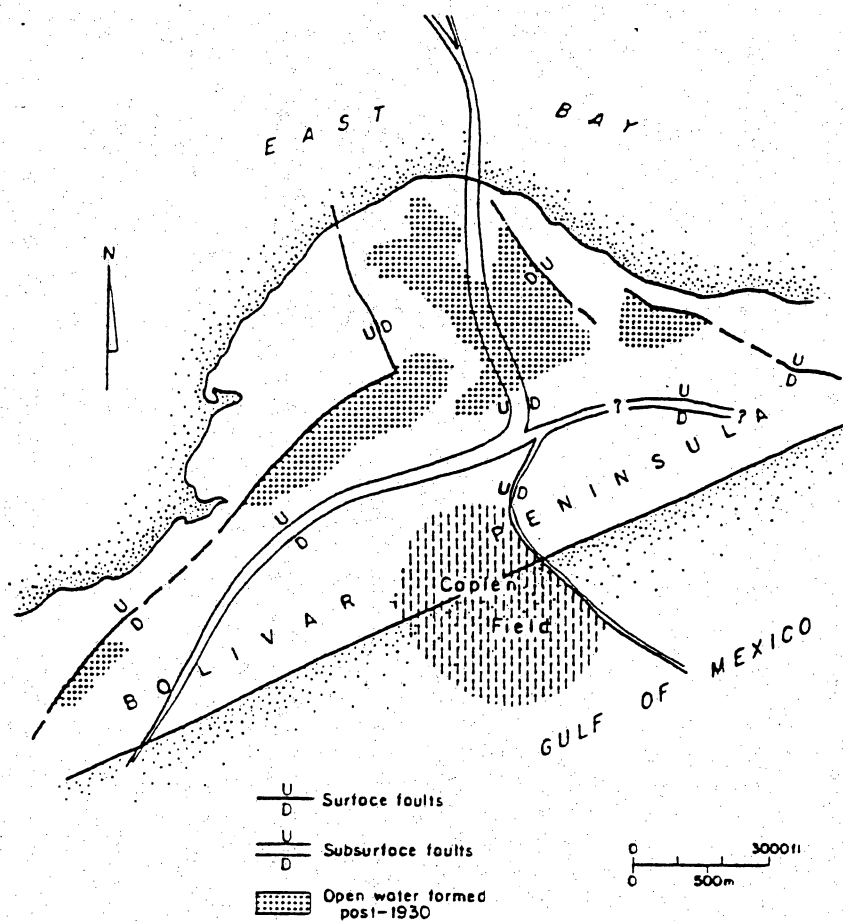 EAST BAY
N
U
D
U D
U
D
U
D
U D
?
U
D
?
U
D
U D
U
D
BOLIVAR PENINSULA
Caplen
Field
GULF OF MEXICO
U
D
Surface faults
U
D
Subsurface faults
Open water formed
post-1930
0 3000ft
0 500m